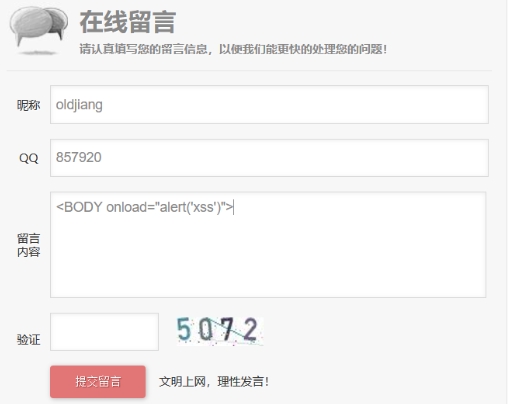 在线留言
请认真填写您的留言信息，以便我们能更快的处理您的问题！
昵称
oldjiang
QQ
857920
留言
内容
<BODY onload="alert('xss')">
验证
5072
提交留言
文明上网，理性发言！